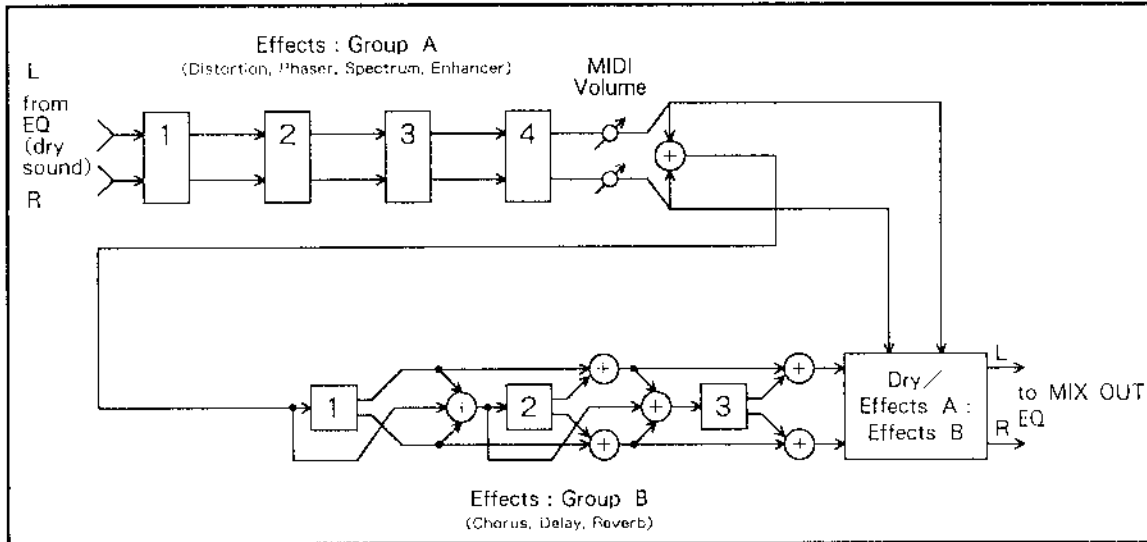 Effects : Group A
(Distortion, Phaser, Spectrum, Enhancer)
L
from
EQ
(dry
sound)
R
1
2
3
4
MIDI
Volume
+
1
+
2
+
+
+
3
+
+
Dry/
Effects A :
Effects B
L
R
to MIX OUT
EQ
Effects : Group B
(Chorus, Delay, Reverb)